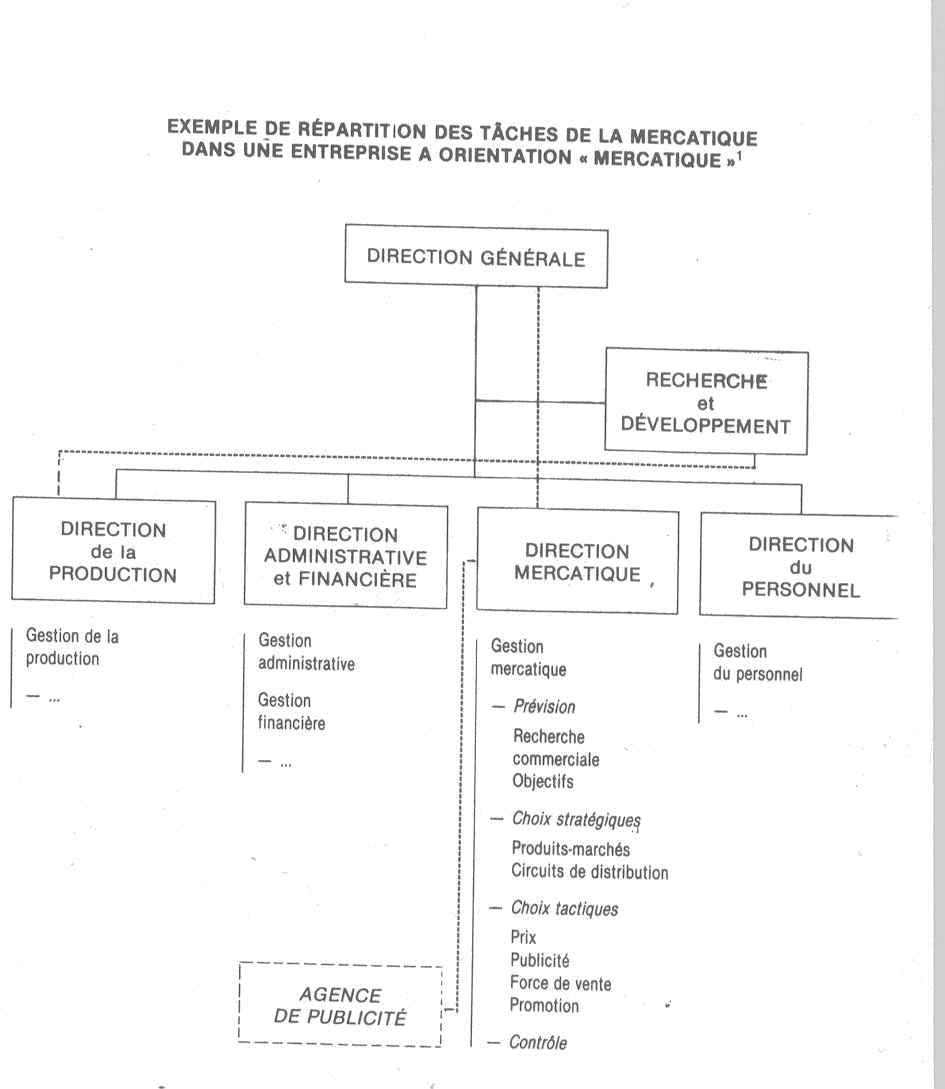 EXEMPLE DE RÉPARTITION DES TÂCHES DE LA MERCATIQUE
DANS UNE ENTREPRISE A ORIENTATION « MERCATIQUE »¹
DIRECTION GÉNÉRALE
RECHERCHE
et
DÉVELOPPEMENT
DIRECTION
de la
PRODUCTION
DIRECTION
ADMINISTRATIVE
et FINANCIÈRE
DIRECTION
MERCATIQUE
DIRECTION
du
PERSONNEL
Gestion de la
production
— ...
Gestion
administrative
Gestion
financière
— ...
Gestion
mercatique
— Prévision
Recherche
commerciale
Objectifs
— Choix stratégiques
Produits-marchés
Circuits de distribution
— Choix tactiques
Prix
Publicité
Force de vente
Promotion
— Contrôle
Gestion
du personnel
— ...
AGENCE
DE PUBLICITÉ